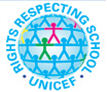 RIGHTS RESPECTING SCHOOL
· UNICEF ·